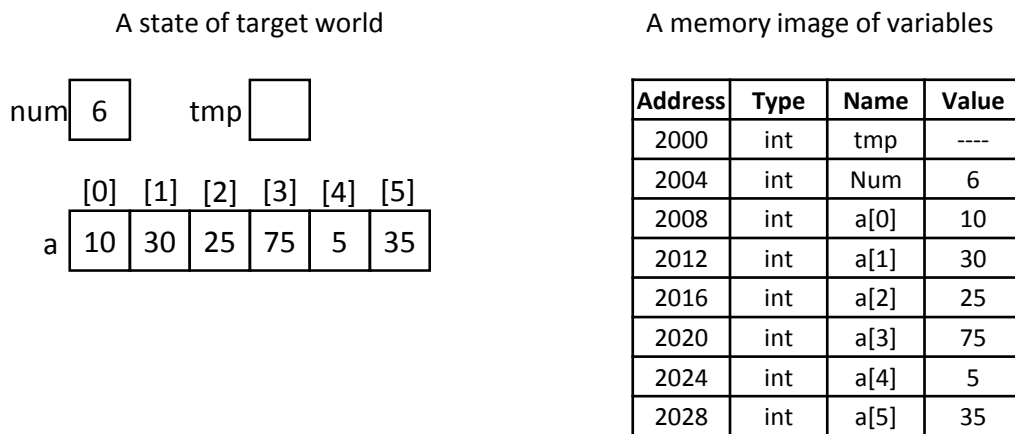 A state of target world
num 6 tmp
[0] [1] [2] [3] [4] [5]
a 10 30 25 75 5 35
A memory image of variables
Address Type Name Value
2000 int tmp ----
2004 int Num 6
2008 int a[0] 10
2012 int a[1] 30
2016 int a[2] 25
2020 int a[3] 75
2024 int a[4] 5
2028 int a[5] 35